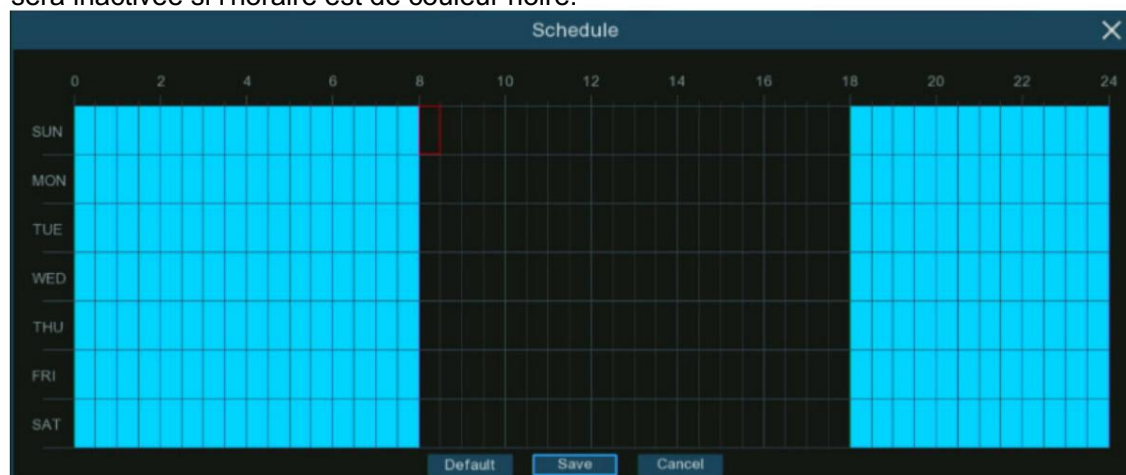 sera inactivée si l'horaire est de couleur noire.
Schedule
0 2 4 6 8 10 12 14 16 18 20 22 24
SUN
MON
TUE
WED
THU
FRI
SAT
Default Save Cancel